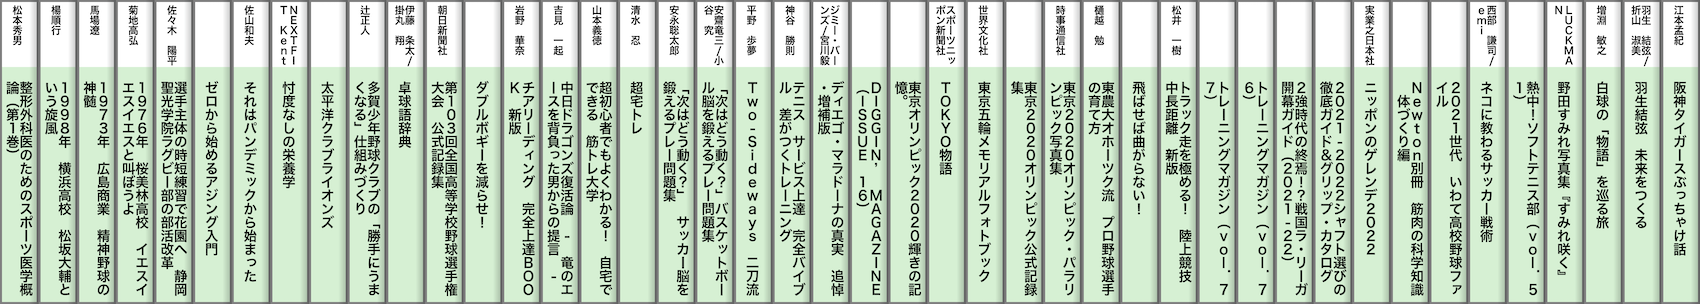 江本孟紀
阪神タイガースぶっちゃけ話
羽生 結弦/
折山 淑美
羽生結弦 未来をつくる
増淵 敏之
白球の「物語」を巡る旅
LUCKMA
N
野田すみれ写真集『すみれ咲く』
西部 謙司/
emi
ネコに教わるサッカー戦術
熱中！ソフトテニス部（vol.5
1）
2021世代 いわて高校野球ファ
イル
Newton別冊 筋肉の科学知識
 体づくり編
実業之日本社
ニッポンのゲレンデ2022
2021-2022シャフト選びの
徹底ガイド&グリップ・カタログ
2強時代の終焉!?戦国ラ・リーガ
開幕ガイド（2021-22）
トレーニングマガジン（vol.7
6）
トレーニングマガジン（vol.7
7）
松井 一樹
トラック走を極める！ 陸上競技
中長距離 新版
飛ばせば曲がらない！
樋越 勉
東農大オホーツク流 プロ野球選手
の育て方
時事通信社
東京2020オリンピック・パラリ
ンピック写真集
東京2020オリンピック公式記録
集
世界文化社
東京五輪メモリアルフォトブック
スポーツニッ
ポン新聞社
TOKYO物語
東京オリンピック2020輝きの記
憶。
DIGGIN' MAGAZINE
（ISSUE 16）
ジミー・バー
ンズ/宮川毅
ディエゴ・マラドーナの真実 追悼
・増補版
神谷 勝則
テニス サービス上達 完全バイブ
ル 差がつくトレーニング
平野 歩夢
Two-Sideways 二刀流
安齋竜三/小
谷 究
「次はどう動く？」バスケットボー
ル脳を鍛えるプレー問題集
安永聡太郎
「次はどう動く？」 サッカー脳を
鍛えるプレー問題集
清水 忍
超宅トレ
山本義徳
超初心者でもよくわかる！ 自宅で
できる 筋トレ大学
吉見 一起
中日ドラゴンズ復活論 - 竜のエ
ースを背負った男からの提言 -
岩野 華奈
チアリーディング 完全上達BOO
K 新版
ダブルボギーを減らせ！
朝日新聞社
第103回全国高等学校野球選手権
大会 公式記録集
伊藤 条太/
掛丸 翔
卓球語辞典
辻正人
多賀少年野球クラブの「勝手にうま
くなる」仕組みづくり
太平洋クラブライオンズ
NEXTFI
T Kent
忖度なしの栄養学
佐山和夫
それはパンデミックから始まった
ゼロから始めるアジング入門
佐々木 陽平
選手主体の時短練習で花園へ 静岡
聖光学院ラグビー部の部活改革
菊地高弘
1976年 桜美林高校 イエスイ
エスイエスと叫ぼうよ
馬場遼
1973年 広島商業 精神野球の
神髄
楊順行
1998年 横浜高校 松坂大輔と
いう旋風
松本秀男
整形外科医のためのスポーツ医学概
論（第1巻）